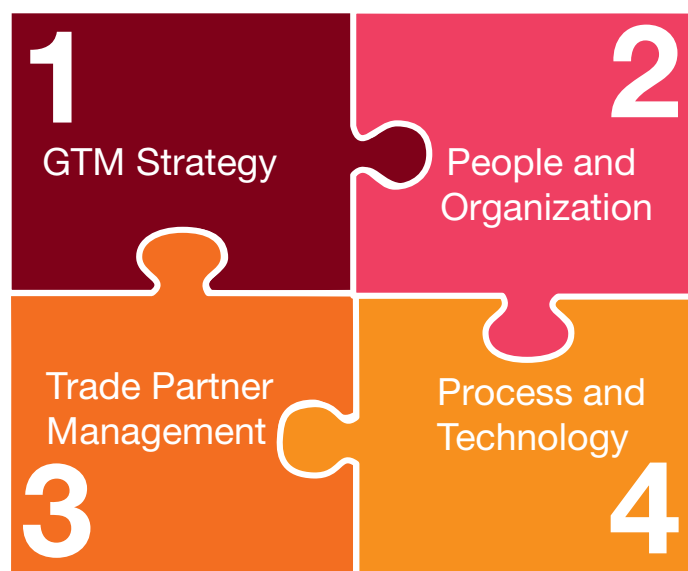 1
GTM Strategy
2
People and
Organization
Trade Partner
Management
3
Process and
Technology
4